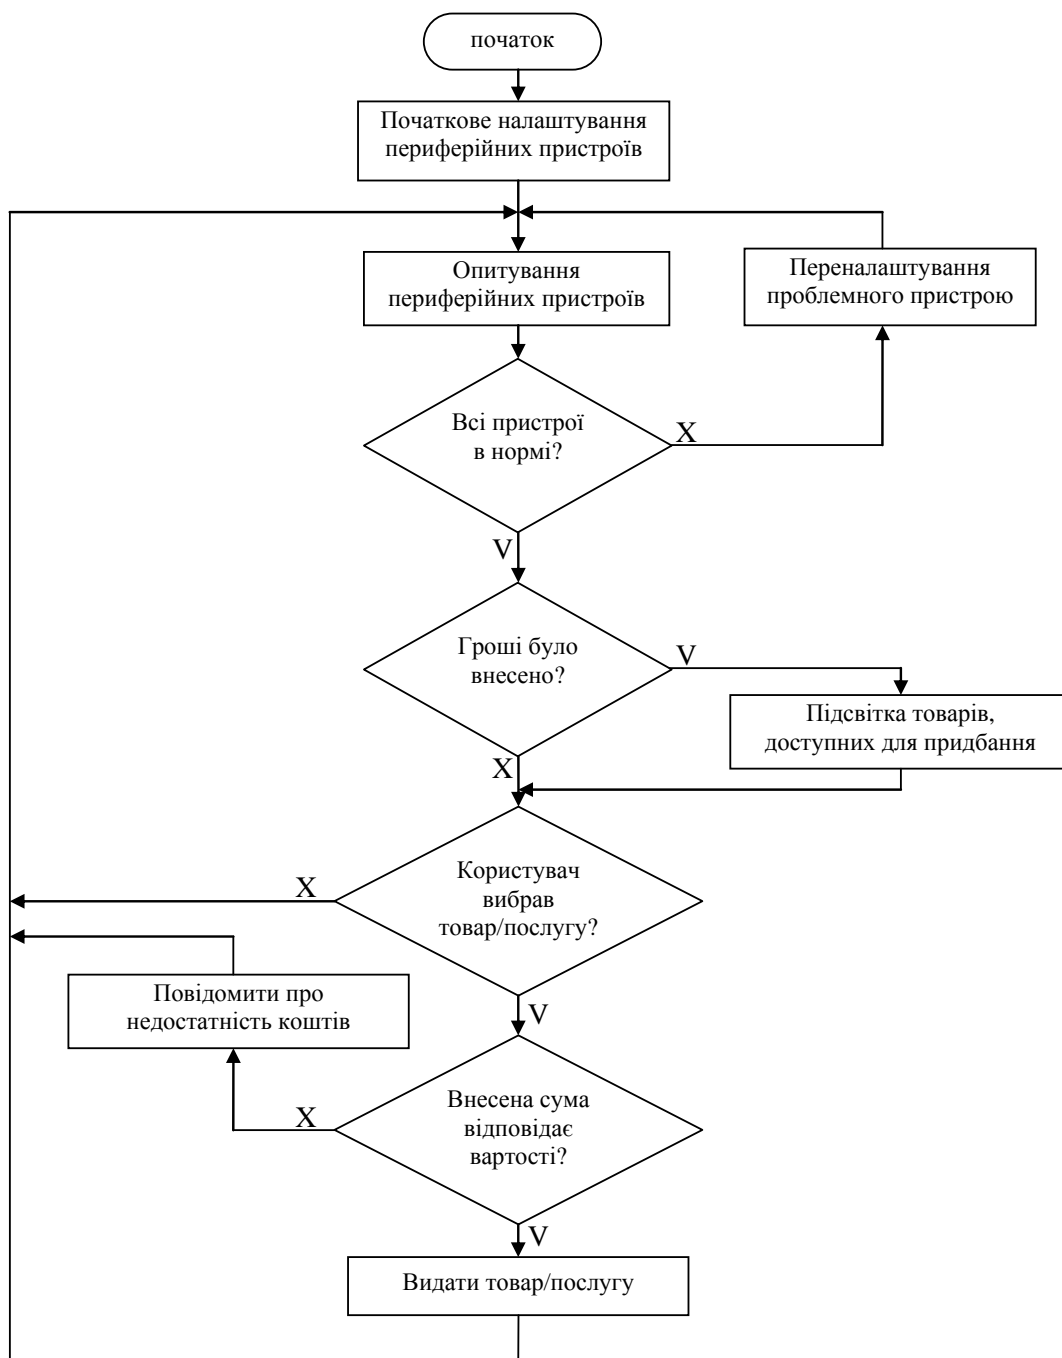 початок
Початкове налаштування
периферійних пристроїв
Опитування
периферійних пристроїв
Переналаштування
проблемного пристрою
Всі пристрої
в нормі?
X
V
Гроші було
внесено?
V
Підсвітка товарів,
доступних для придбання
X
Користувач
вибрав
товар/послугу?
X
V
Повідомити про
недостатність коштів
Внесена сума
відповідає
вартості?
X
V
Видати товар/послугу